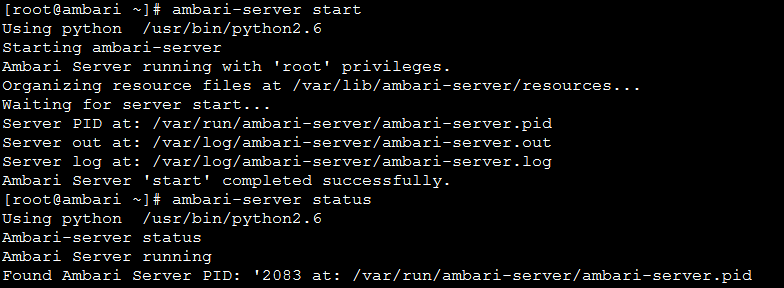 [root@ambari ~]# ambari-server start
Using python  /usr/bin/python2.6
Starting ambari-server
Ambari Server running with 'root' privileges.
Organizing resource files at /var/lib/ambari-server/resources...
Waiting for server start...
Server PID at: /var/run/ambari-server/ambari-server.pid
Server out at: /var/log/ambari-server/ambari-server.out
Server log at: /var/log/ambari-server/ambari-server.log
Ambari Server 'start' completed successfully.
[root@ambari ~]# ambari-server status
Using python  /usr/bin/python2.6
Ambari-server status
Ambari Server running
Found Ambari Server PID: '2083 at: /var/run/ambari-server/ambari-server.pid